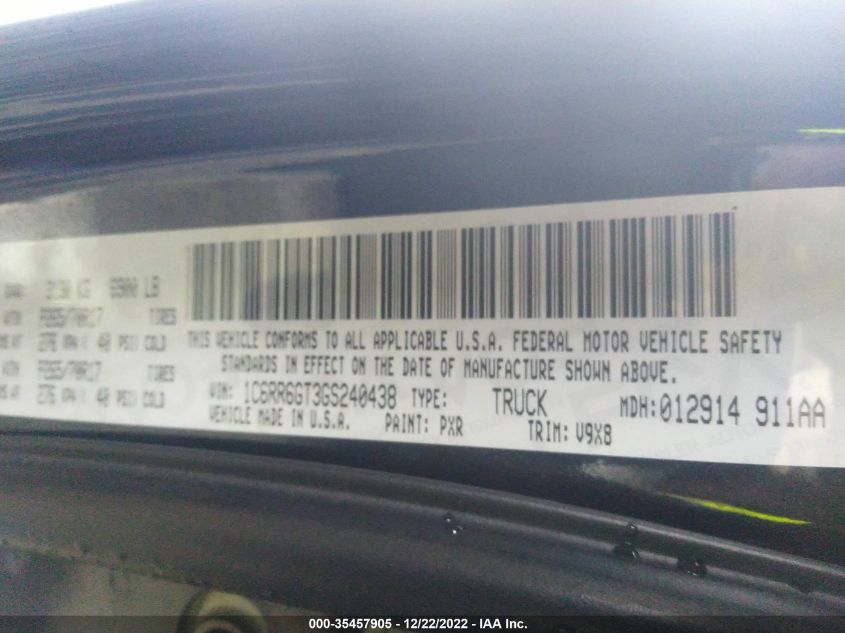 6900 LB
TIRES
COLD
THIS VEHICLE CONFORMS TO ALL APPLICABLE U.S.A. FEDERAL MOTOR VEHICLE SAFETY
STANDARDS IN EFFECT ON THE DATE OF MANUFACTURE SHOWN ABOVE.
TIRES
COLD
VIN: 1C6RR6GT3GS240438 TYPE: TRUCK MDH: 012914 911AA
VEHICLE MADE IN U.S.A. PAINT: PXR TRIM: V9X8
000-35457905 - 12/22/2022 - IAA Inc.